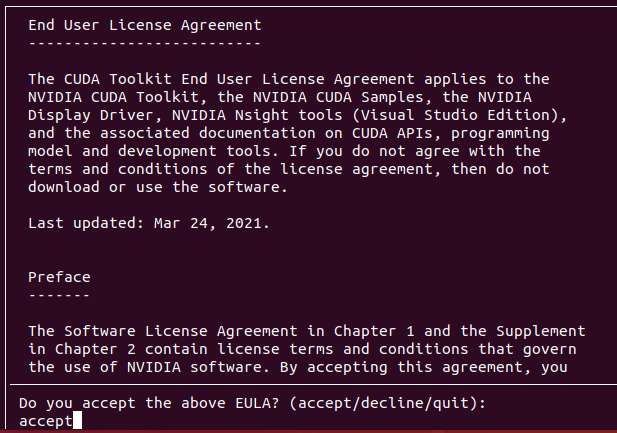 End User License Agreement
--------------------------
The CUDA Toolkit End User License Agreement applies to the
NVIDIA CUDA Toolkit, the NVIDIA CUDA Samples, the NVIDIA
Display Driver, NVIDIA Nsight tools (Visual Studio Edition),
and the associated documentation on CUDA APIs, programming
model and development tools. If you do not agree with the
terms and conditions of the license agreement, then do not
download or use the software.
Last updated: Mar 24, 2021.
Preface
-------
The Software License Agreement in Chapter 1 and the Supplement
in Chapter 2 contain license terms and conditions that govern
the use of NVIDIA software. By accepting this agreement, you
Do you accept the above EULA? (accept/decline/quit):
accept